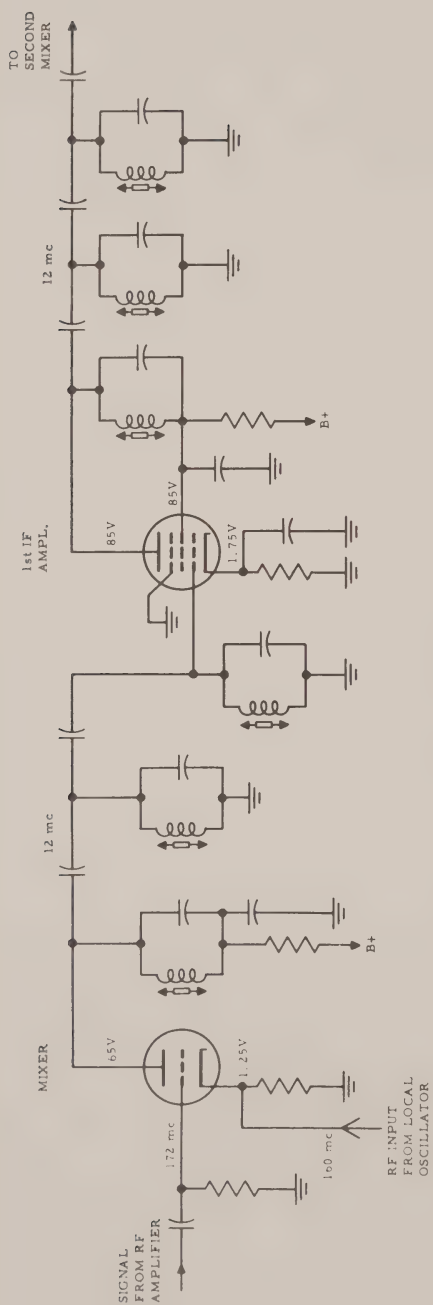 SIGNAL
FROM RF
AMPLIFIER
172 mc
MIXER
65V
1.25V
160 mc
RF INPUT
FROM LOCAL
OSCILLATOR
B+
12 mc
1st IF
AMPL.
85V
85V
1.75V
B+
12 mc
TO
SECOND
MIXER